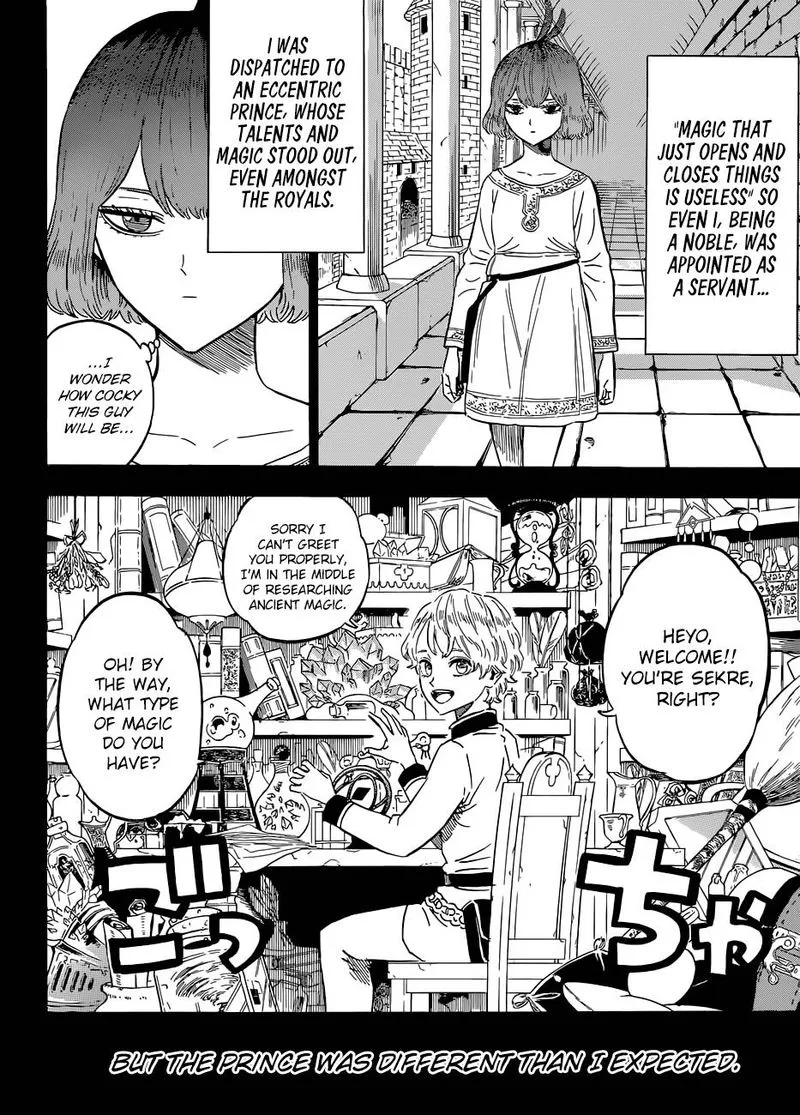 "MAGIC THAT
JUST OPENS AND
CLOSES THINGS
IS USELESS" SO
EVEN I, BEING
A NOBLE, WAS
APPOINTED AS
A SERVANT...
I WAS
DISPATCHED TO
AN ECCENTRIC
PRINCE, WHOSE
TALENTS AND
MAGIC STOOD OUT,
EVEN AMONGST
THE ROYALS.
...I
WONDER
HOW COCKY
THIS GUY
WILL BE...
HEYO,
WELCOME!!
YOU'RE SEKRE,
RIGHT?
SORRY I
CAN'T GREET
YOU PROPERLY,
I'M IN THE MIDDLE
OF RESEARCHING
ANCIENT MAGIC.
OH! BY
THE WAY,
WHAT TYPE
OF MAGIC
DO YOU
HAVE?
ごちゃ
ごっ
BUT THE PRINCE WAS DIFFERENT THAN I EXPECTED.